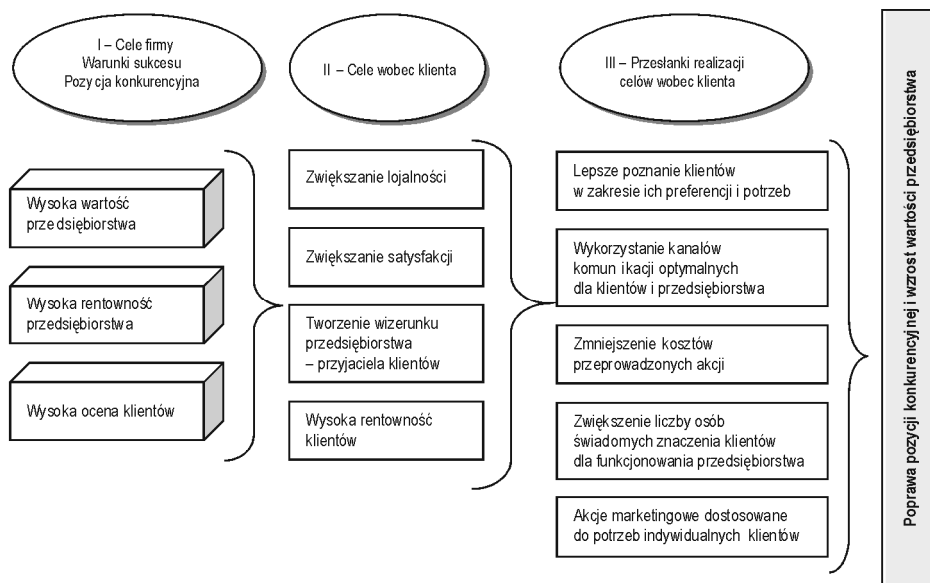 I – Cele firmy
Warunki sukcesu
Pozycja konkurencyjna
II – Cele wobec klienta
III – Przesłanki realizacji
celów wobec klienta
Wysoka wartość
przedsiębiorstwa
Wysoka rentowność
przedsiębiorstwa
Wysoka ocena klientów
Zwiększanie lojalności
Zwiększanie satysfakcji
Tworzenie wizerunku
przedsiębiorstwa
– przyjaciela klientów
Wysoka rentowność
klientów
Lepsze poznanie klientów
w zakresie ich preferencji i potrzeb
Wykorzystanie kanałów
komun ikacji optymalnych
dla klientów i przedsiębiorstwa
Zmniejszenie kosztów
przeprowadzonych akcji
Zwiększenie liczby osób
świadomych znaczenia klientów
dla funkcjonowania przedsiębiorstwa
Akcje marketingowe dostosowane
do potrzeb indywidualnych klientów
Poprawa pozycji konkurencyjnej i wzrost wartości przedsiębiorstwa